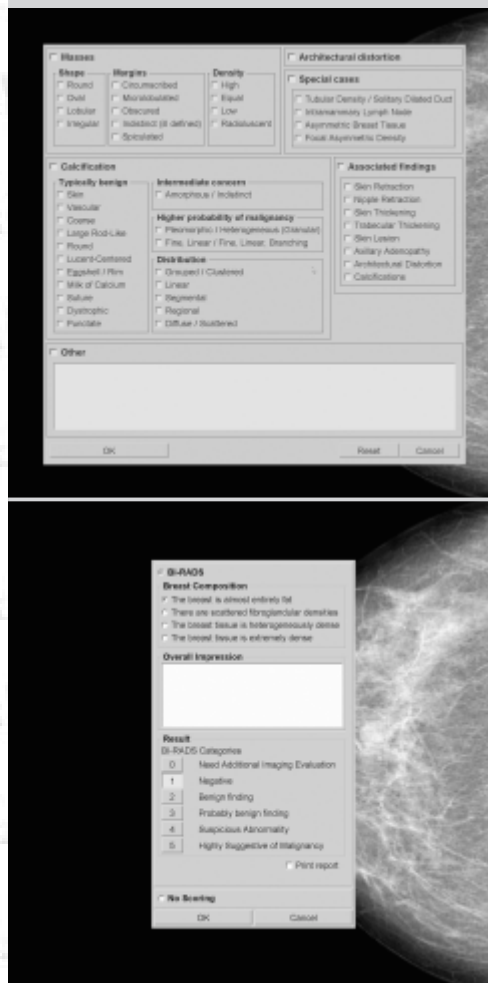 Masses
Shape
Round
Oval
Lobular
Irregular
Margins
Circumscribed
Microlobulated
Obscured
Indistinct (ill defined)
Spiculated
Density
High
Equal
Low
Radiolucent
Architectural distortion
Special cases
Tubular Density / Solitary Dilated Duct
Intramammary Lymph Node
Asymmetric Breast Tissue
Focal Asymmetric Density
Calcification
Typically benign
Skin
Vascular
Coarse
Large Rod-Like
Round
Lucent-Centered
Eggshell / Rim
Milk of Calcium
Suture
Dystrophic
Punctate
Intermediate concern
Amorphous / Indistinct
Higher probability of malignancy
Pleomorphic / Heterogeneous (Granular)
Fine, Linear / Fine, Linear, Branching
Distribution
Grouped / Clustered
Linear
Segmental
Regional
Diffuse / Scattered
Associated findings
Skin Retraction
Nipple Retraction
Skin Thickening
Trabecular Thickening
Skin Lesion
Axillary Adenopathy
Architectural Distortion
Calcifications
Other
OK
Reset
Cancel
BI-RADS
Breast Composition
The breast is almost entirely fat
There are scattered fibroglandular densities
The breast tissue is heterogeneously dense
The breast tissue is extremely dense
Overall Impression
Result
BI-RADS Categories
0 Need Additional Imaging Evaluation
1 Negative
2 Benign finding
3 Probably benign finding
4 Suspicious Abnormality
5 Highly Suggestive of Malignancy
Print report
No Scoring
OK
Cancel